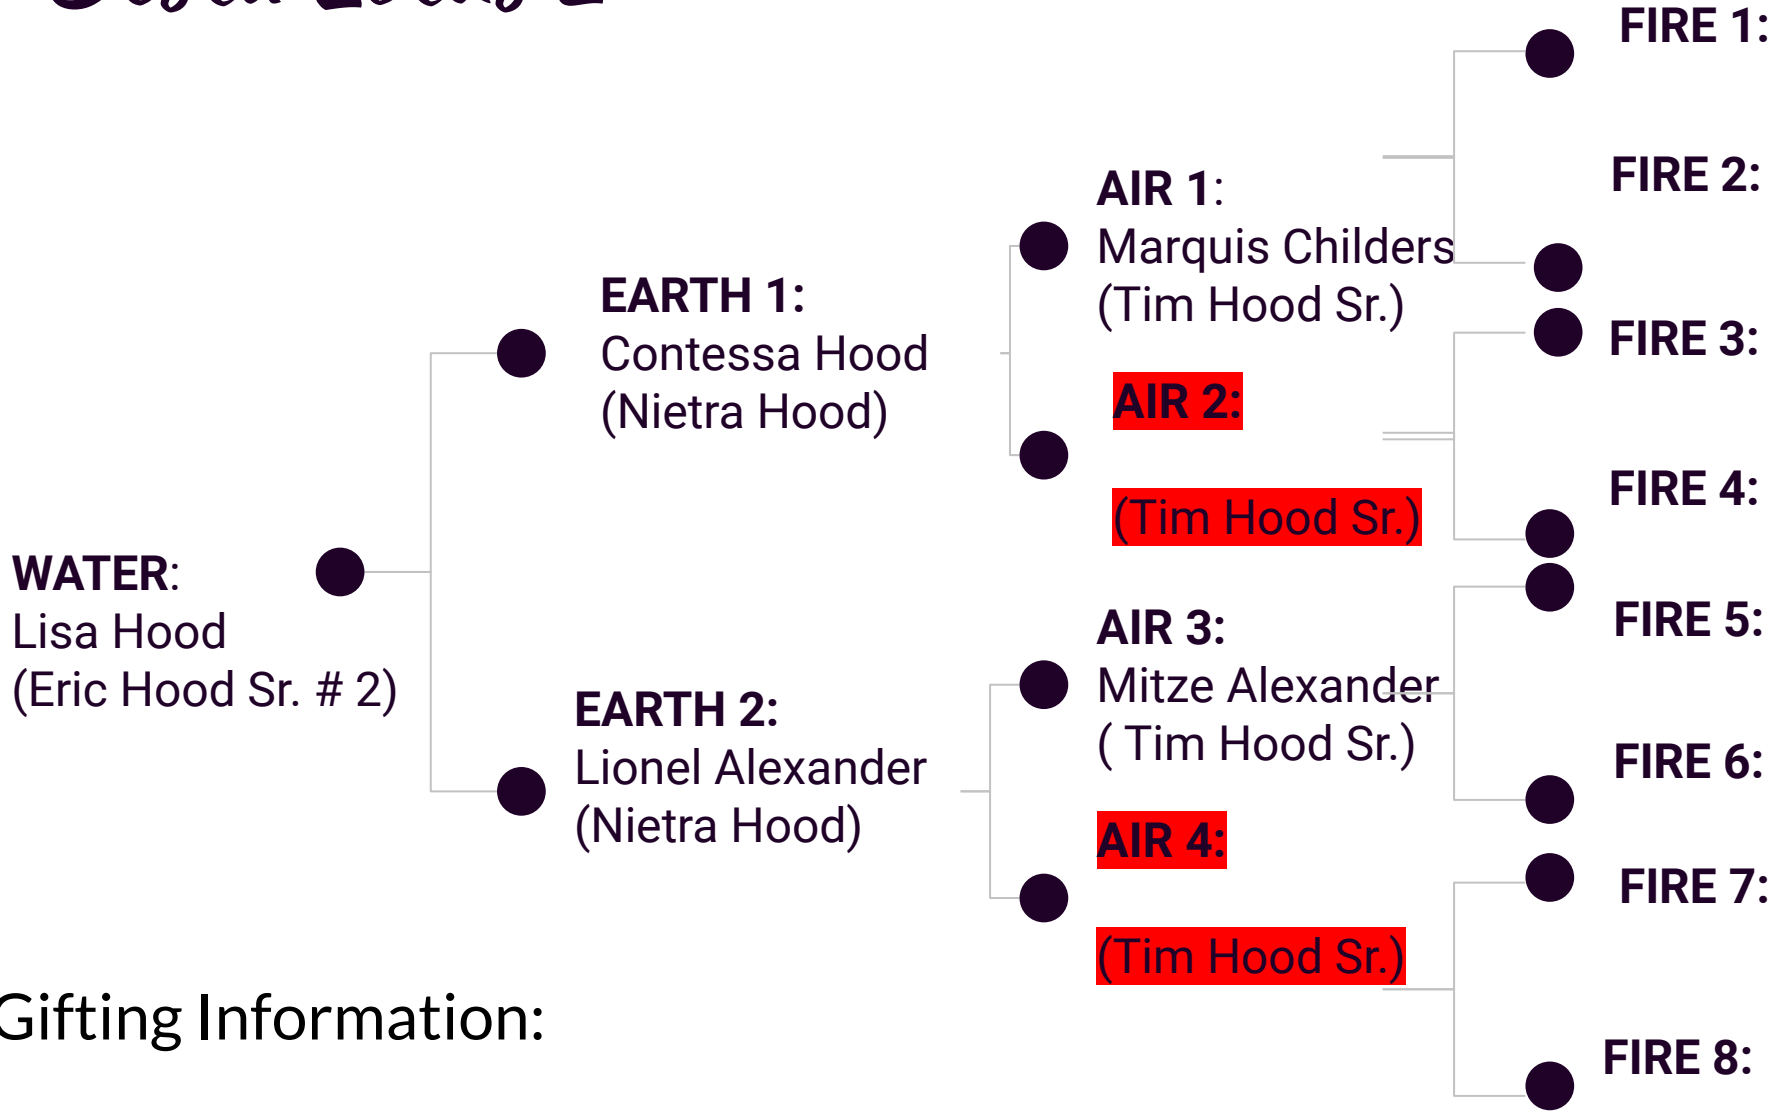 FIRE 1:
FIRE 2:
AIR 1:
Marquis Childers
(Tim Hood Sr.)
EARTH 1:
Contessa Hood
(Nietra Hood)
FIRE 3:
AIR 2:
(Tim Hood Sr.)
FIRE 4:
WATER:
Lisa Hood
(Eric Hood Sr. # 2)
AIR 3:
Mitze Alexander
( Tim Hood Sr.)
FIRE 5:
EARTH 2:
Lionel Alexander
(Nietra Hood)
FIRE 6:
AIR 4:
(Tim Hood Sr.)
FIRE 7:
Gifting Information:
FIRE 8: